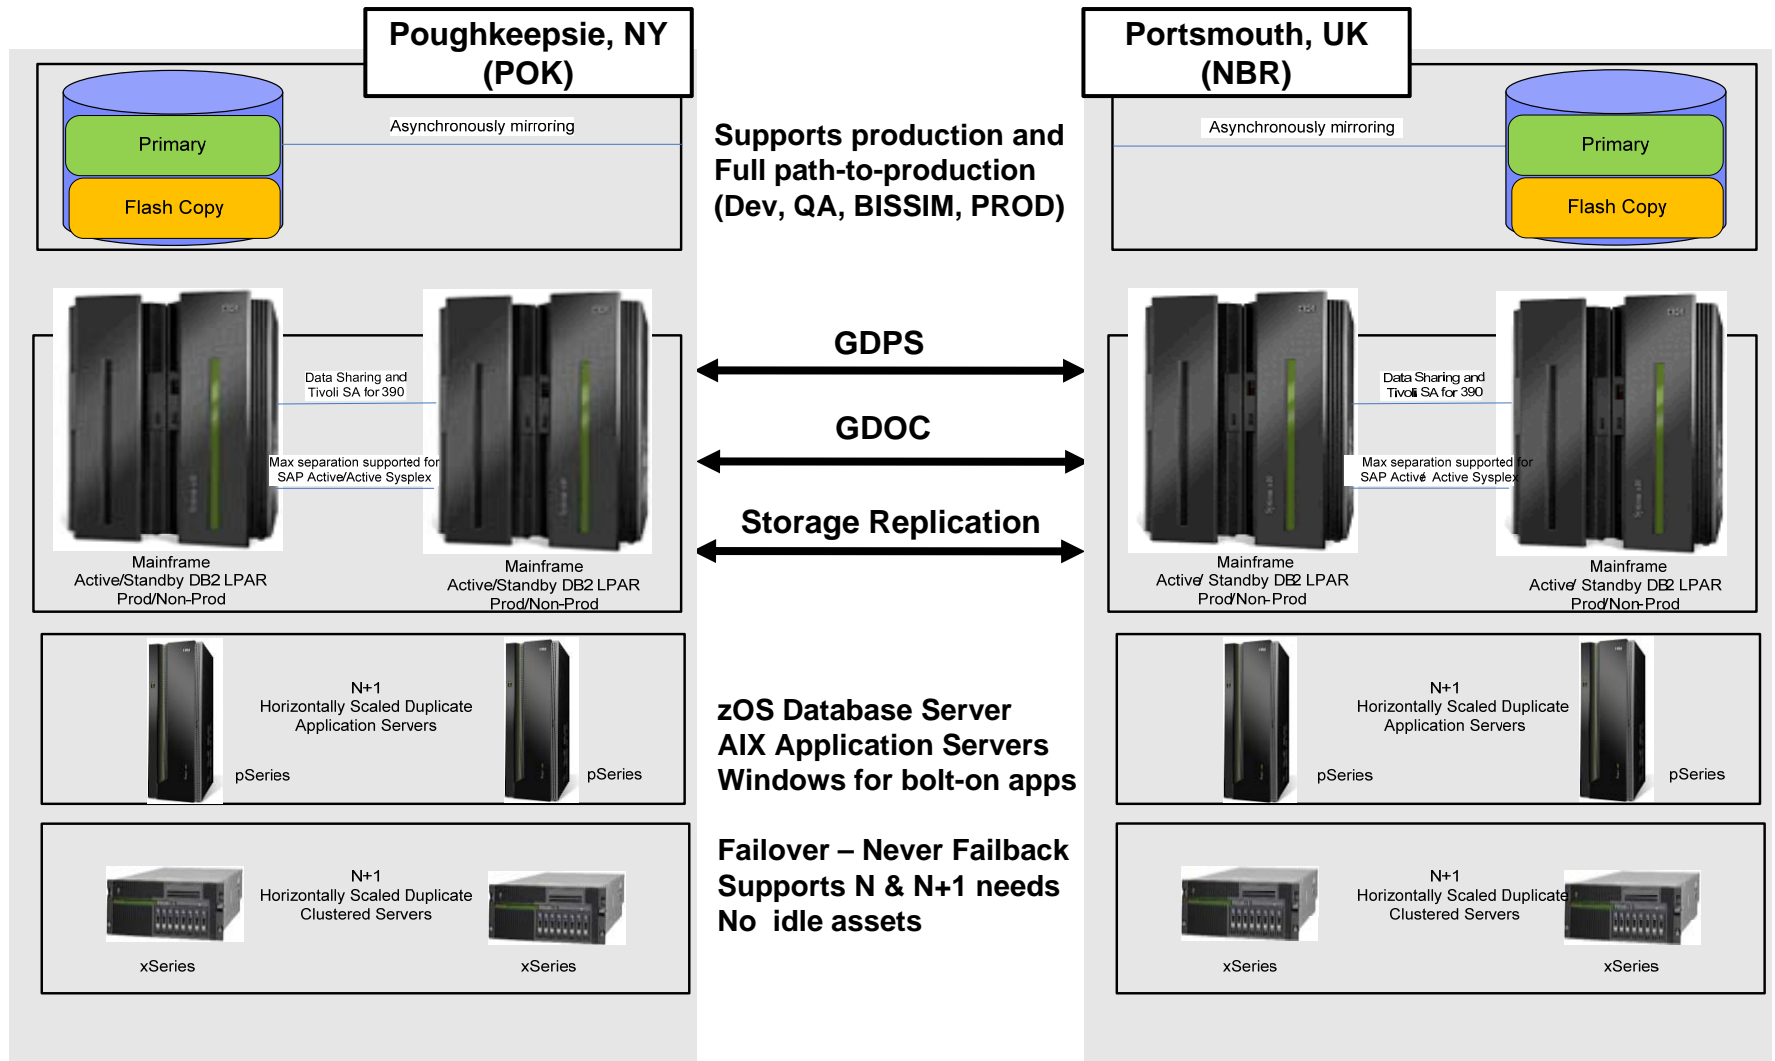 Poughkeepsie, NY
(POK)
Asynchronously mirroring
Primary
Flash Copy
Data Sharing and
Tivoli SA for 390
Max separation supported for
SAP Active/Active Sysplex
Mainframe
Active/Standby DB2 LPAR
Prod/Non-Prod
Mainframe
Active/Standby DB2 LPAR
Prod/Non-Prod
N+1
Horizontally Scaled Duplicate
Application Servers
pSeries
pSeries
N+1
Horizontally Scaled Duplicate
Clustered Servers
xSeries
xSeries
Supports production and
Full path-to-production
(Dev, QA, BISSIM, PROD)
GDPS
GDOC
Storage Replication
zOS Database Server
AIX Application Servers
Windows for bolt-on apps
Failover – Never Failback
Supports N & N+1 needs
No idle assets
Portsmouth, UK
(NBR)
Asynchronously mirroring
Primary
Flash Copy
Data Sharing and
Tivoli SA for 390
Max separation supported for
SAP Active/ Active Sysplex
Mainframe
Active/ Standby DB2 LPAR
Prod/Non-Prod
Mainframe
Active/ Standby DB2 LPAR
Prod/Non-Prod
N+1
Horizontally Scaled Duplicate
Application Servers
pSeries
pSeries
N+1
Horizontally Scaled Duplicate
Clustered Servers
xSeries
xSeries